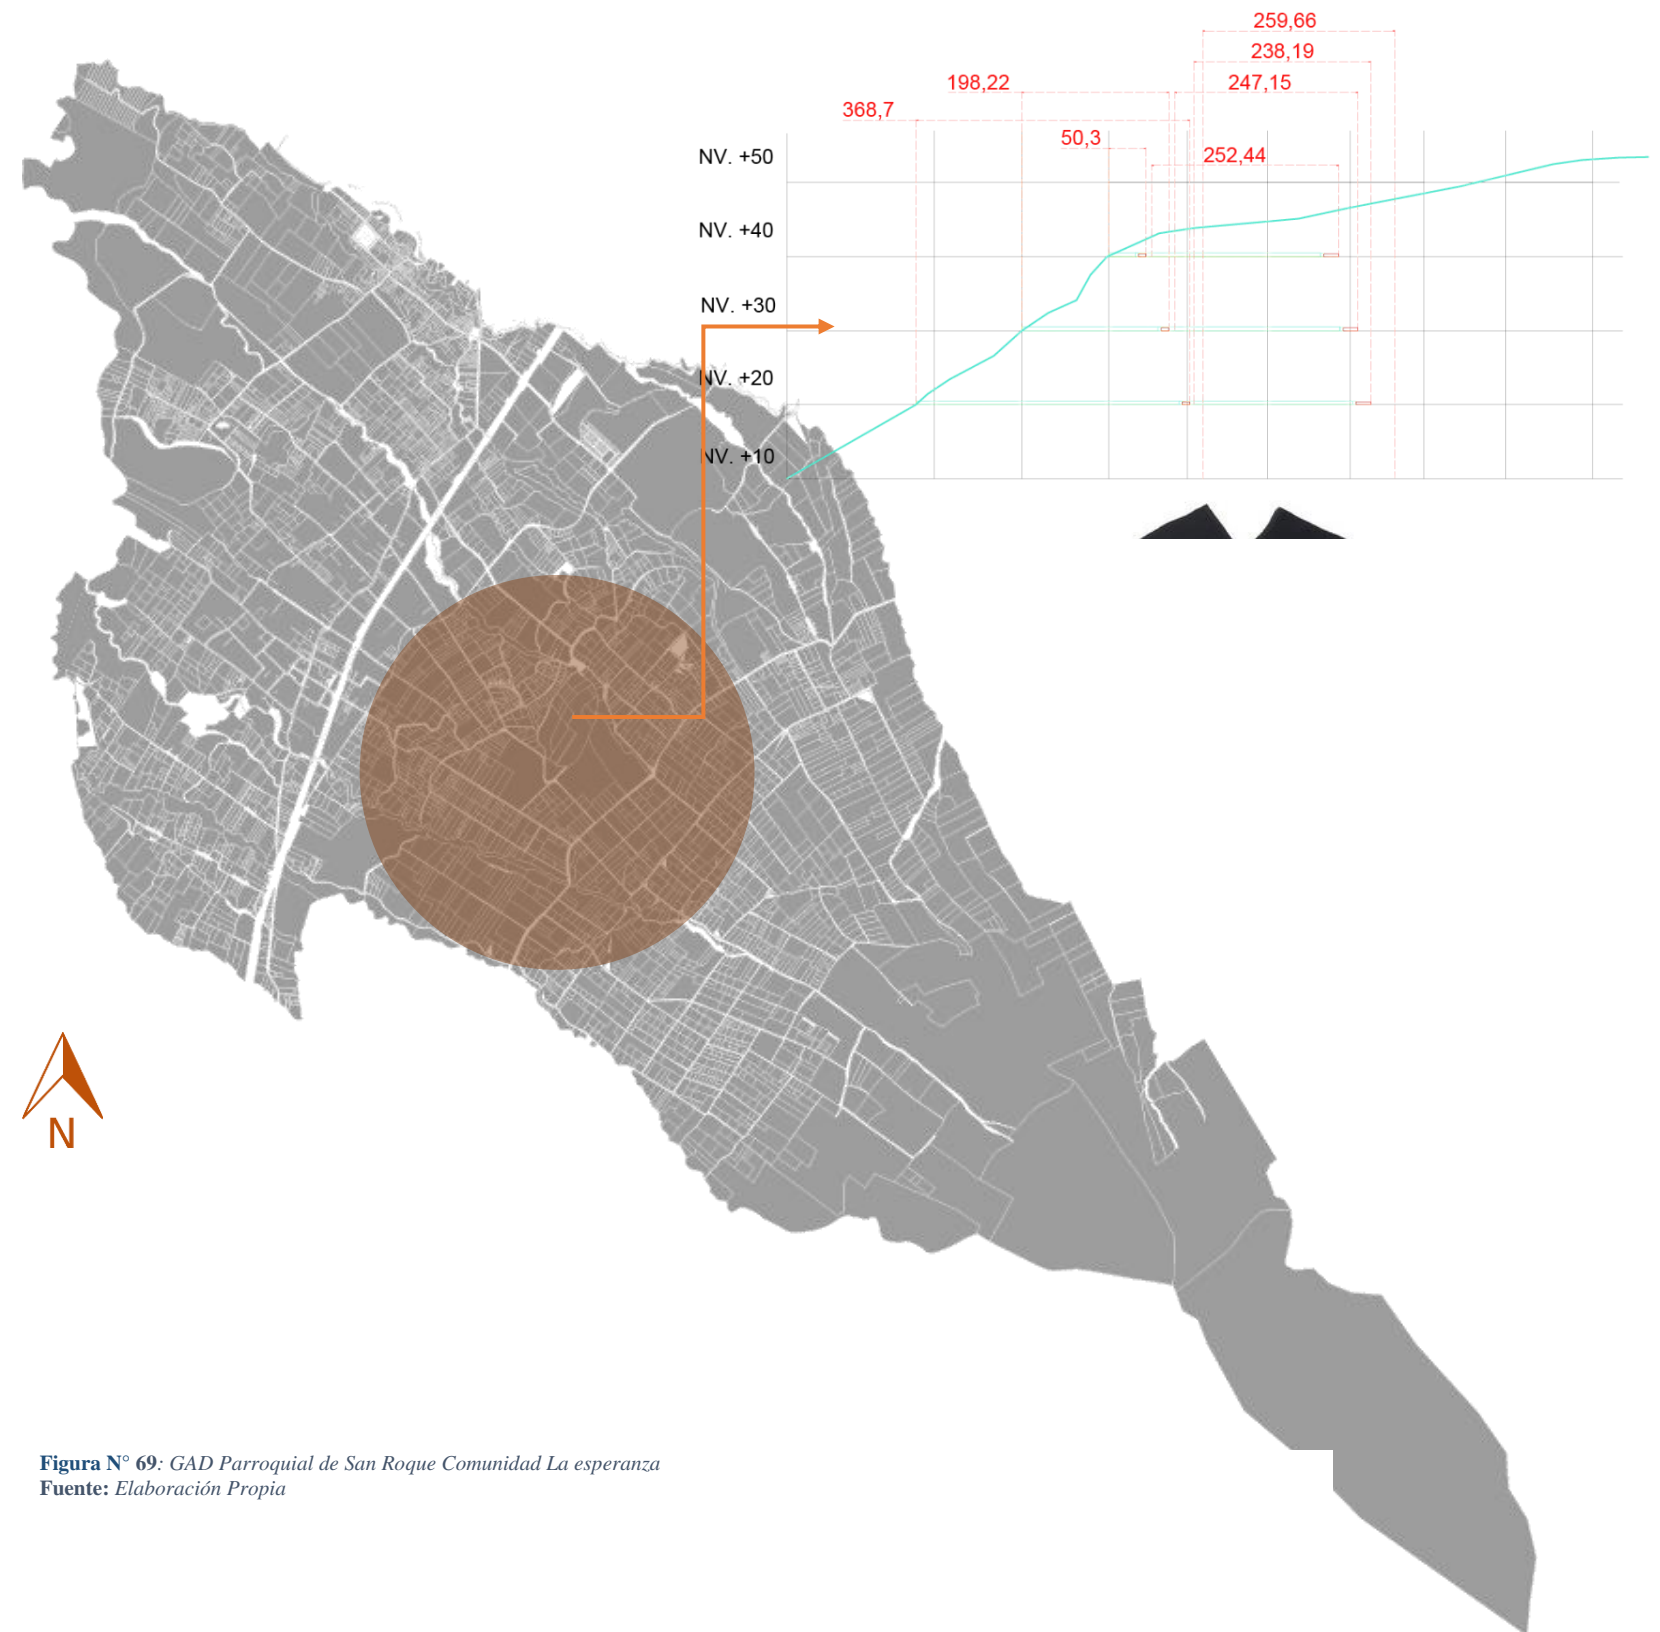 259,66
238,19
198,22
247,15
368,7
50,3
252,44
NV. +50
NV. +40
NV. +30
NV. +20
NV. +10
N
Figura N° 69: GAD Parroquial de San Roque Comunidad La esperanza
Fuente: Elaboración Propia